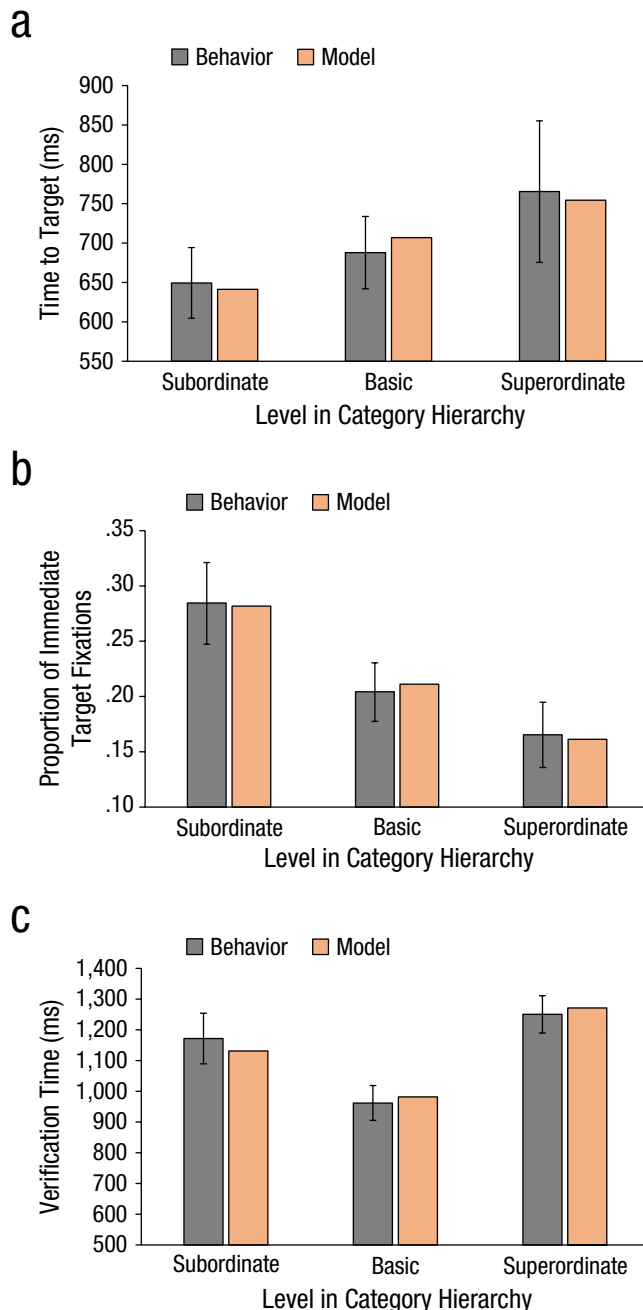 a
Behavior Model
900
850
800
750
700
650
600
550
Time to Target (ms)
Subordinate Basic Superordinate
Level in Category Hierarchy
b
Behavior Model
.35
.30
.25
.20
.15
.10
Proportion of Immediate
Target Fixations
Subordinate Basic Superordinate
Level in Category Hierarchy
c
Behavior Model
1,400
1,300
1,200
1,100
1,000
900
800
700
600
500
Verification Time (ms)
Subordinate Basic Superordinate
Level in Category Hierarchy